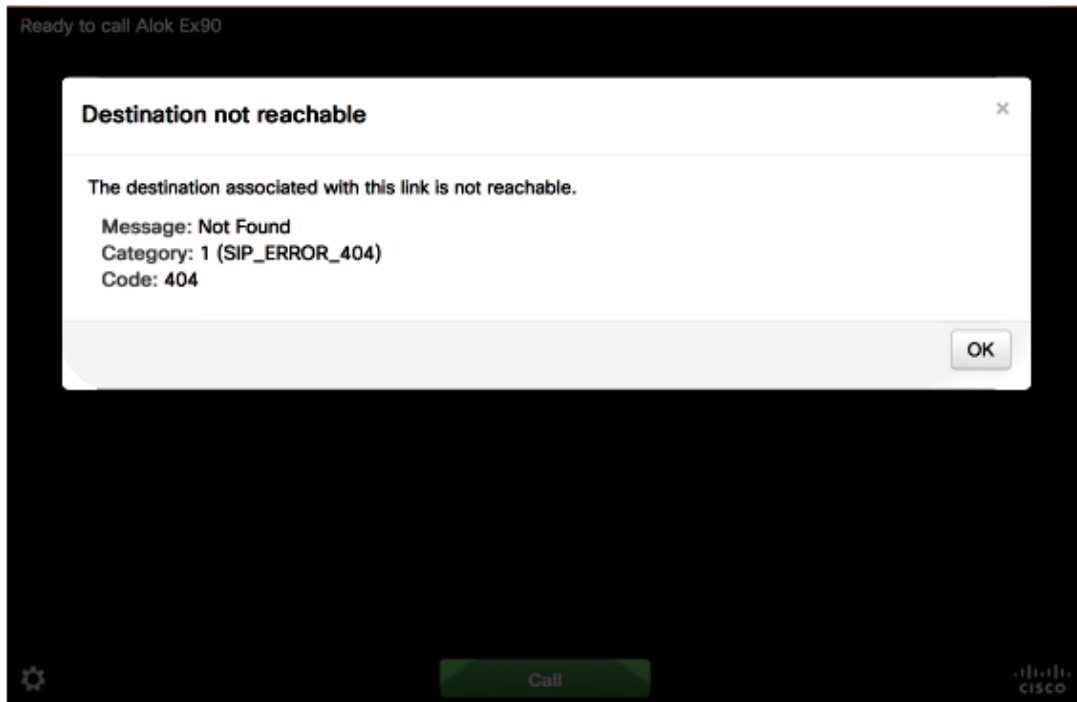 Ready to call Alok Ex90
Destination not reachable
×
The destination associated with this link is not reachable.
Message: Not Found
Category: 1 (SIP_ERROR_404)
Code: 404
OK
Call
CISCO